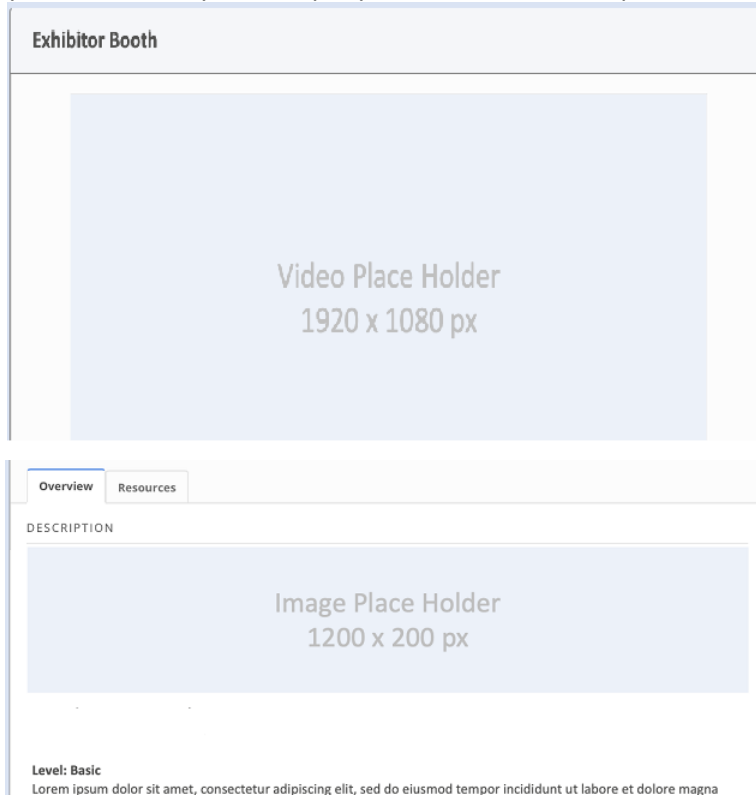 Exhibitor Booth
Video Place Holder
1920 x 1080 px
Overview Resources
DESCRIPTION
Image Place Holder
1200 x 200 px
Level: Basic
Lorem ipsum dolor sit amet, consectetur adipiscing elit, sed do eiusmod tempor incididunt ut labore et dolore magna